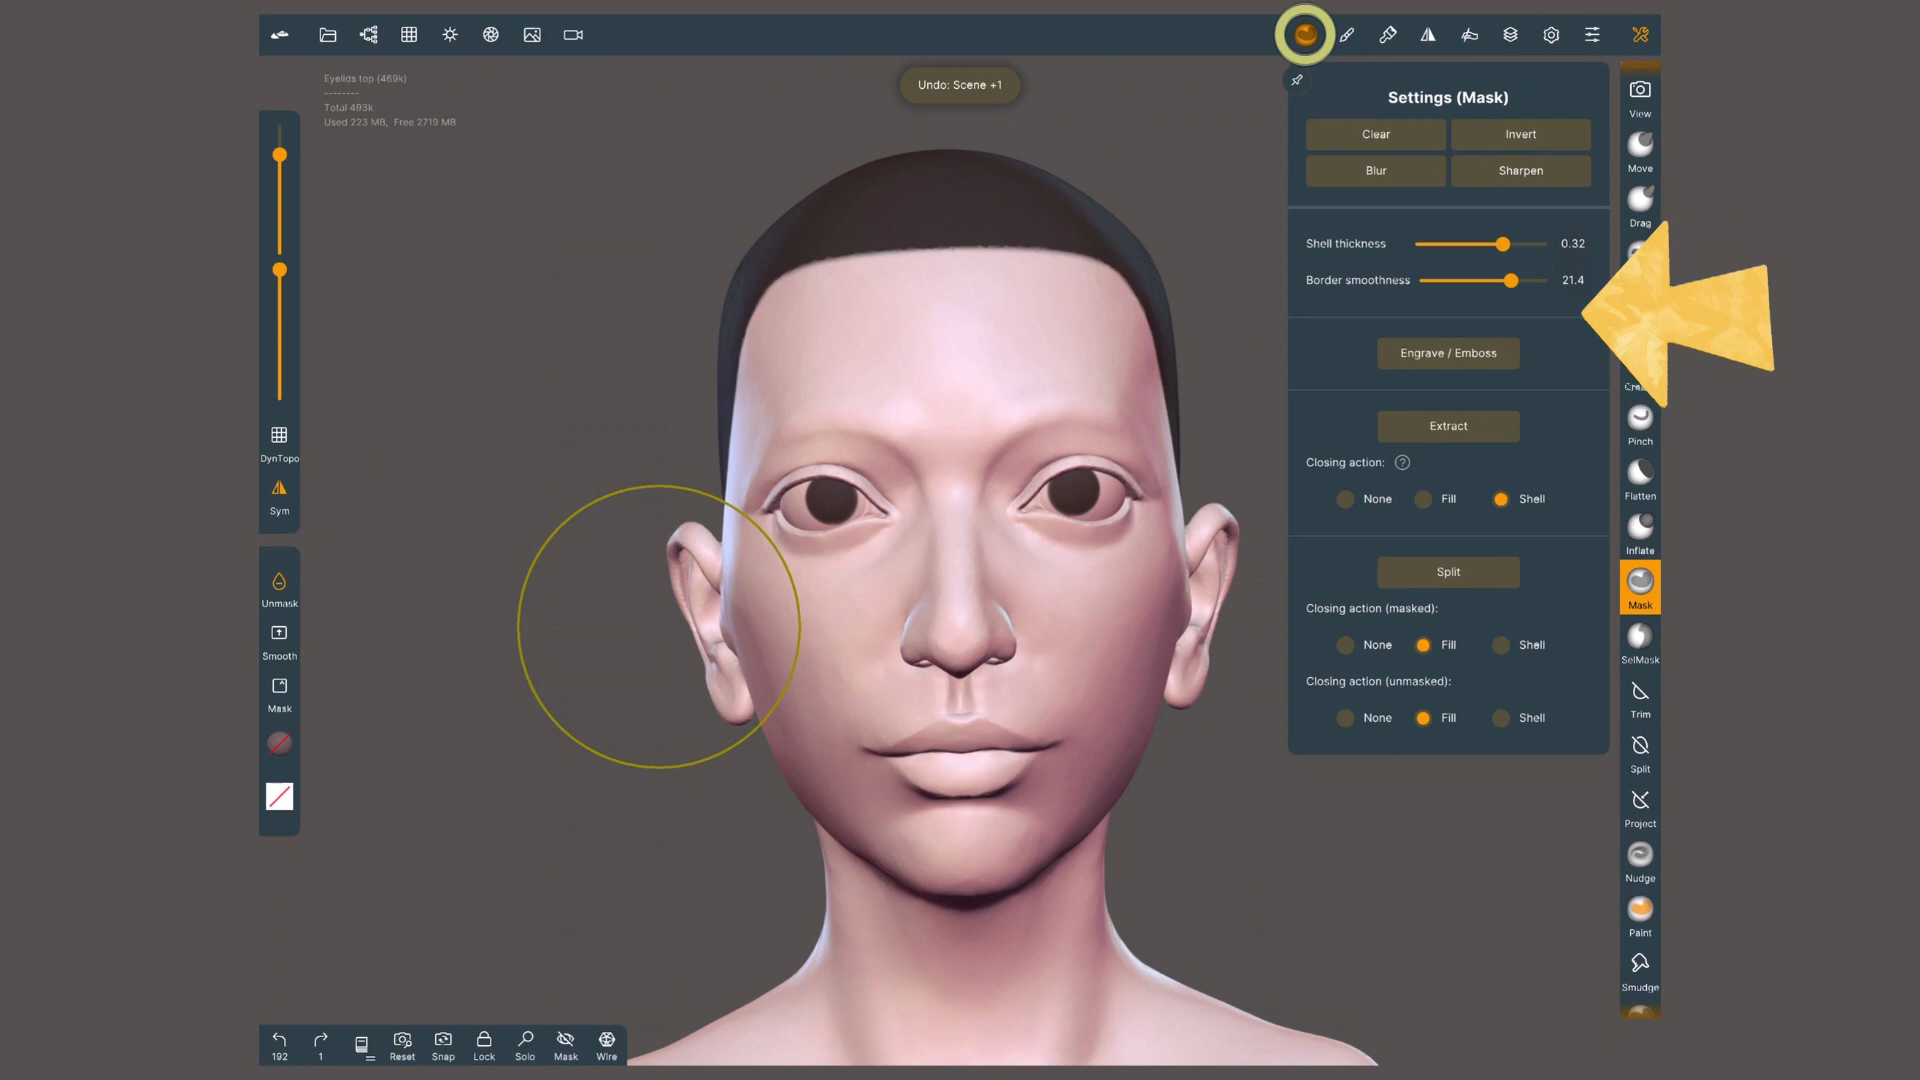 Eyelids top (469k)
--------
Total 493k
Used 223 MB, Free 2719 MB
Undo: Scene +1
DynTopo
Sym
Unmask
Smooth
Mask
Settings (Mask)
Clear
Invert
Blur
Sharpen
Shell thickness
0.32
Border smoothness
21.4
Engrave / Emboss
Extract
Closing action:
?
None
Fill
Shell
Split
Closing action (masked):
None
Fill
Shell
Closing action (unmasked):
None
Fill
Shell
View
Move
Drag
Pinch
Flatten
Inflate
Mask
SelMask
Trim
Split
Project
Nudge
Paint
Smudge
192
1
Reset
Snap
Lock
Solo
Mask
Wire